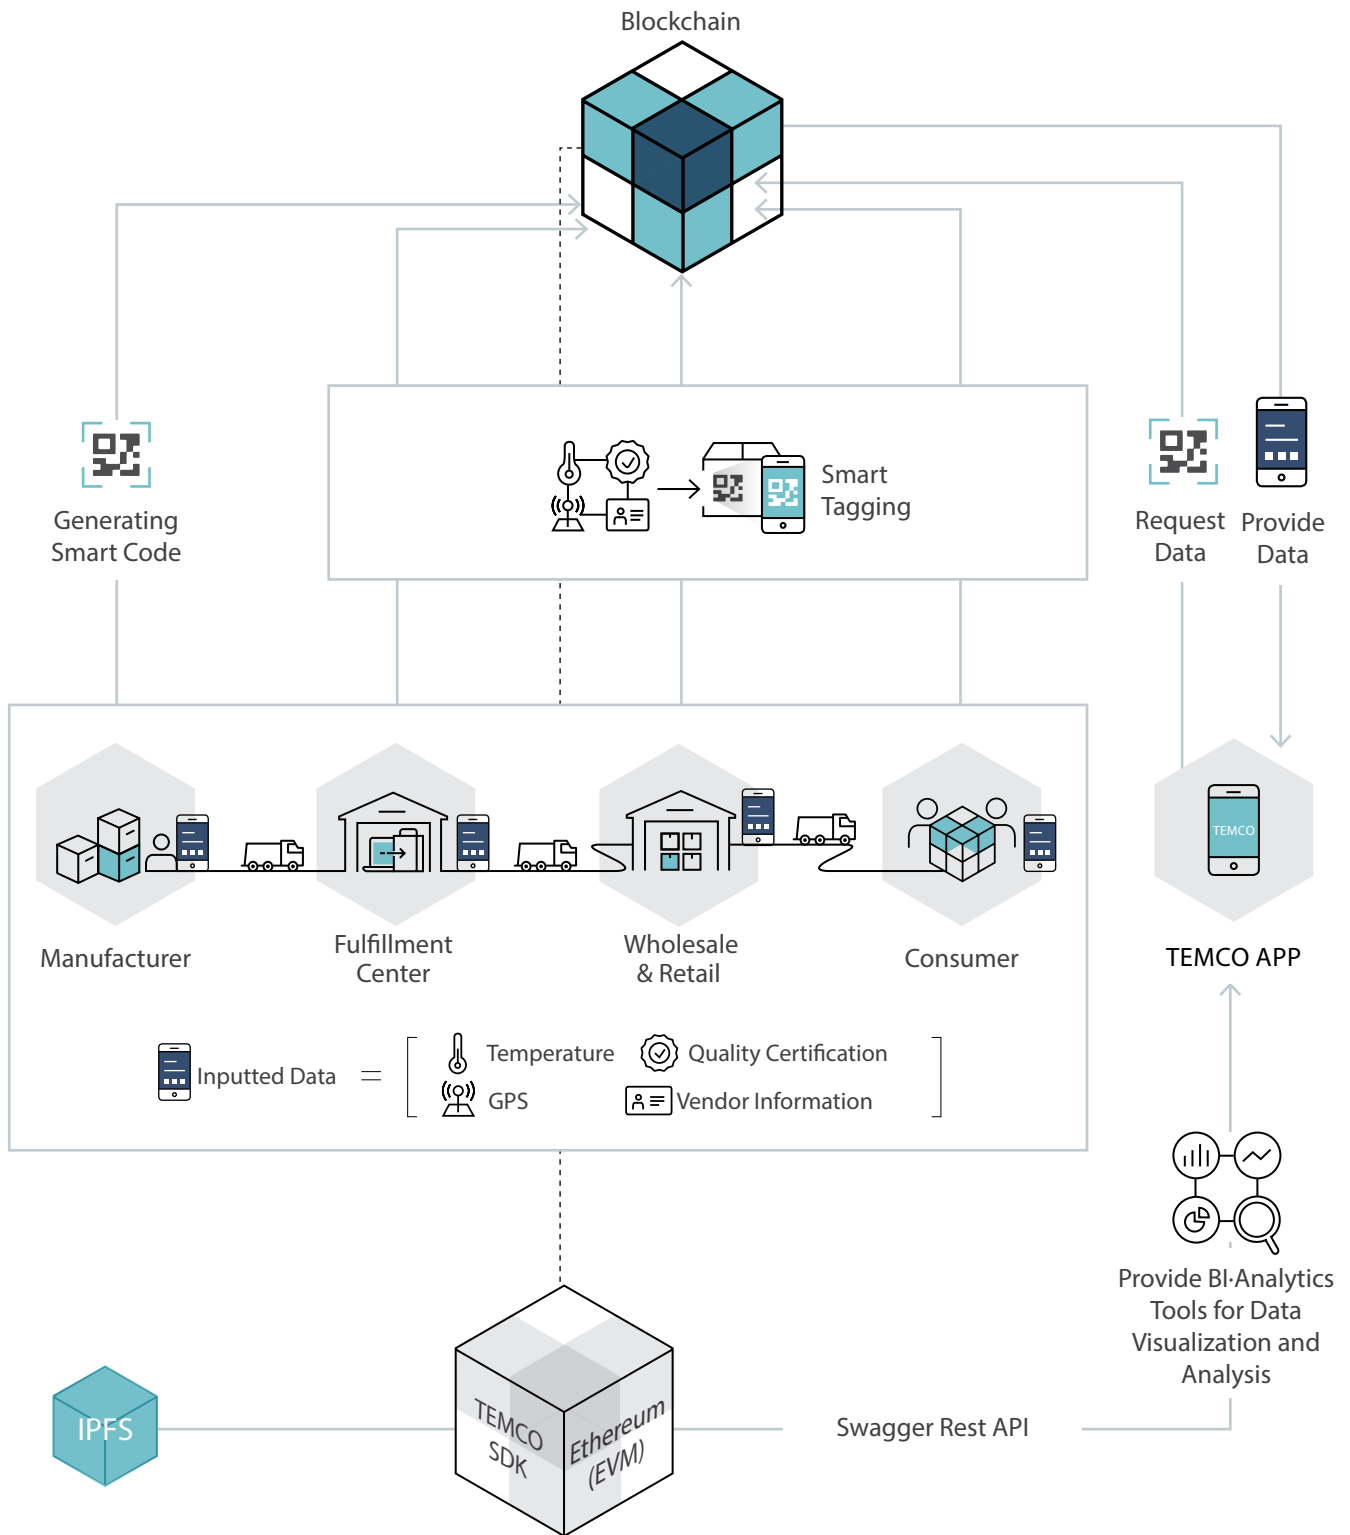 Blockchain
Generating
Smart Code
Smart
Tagging
Request
Data
Provide
Data
Manufacturer
Fulfillment
Center
Wholesale
& Retail
Consumer
TEMCO
TEMCO APP
Inputted Data =
Temperature
Quality Certification
GPS
Vendor Information
Provide BI·Analytics
Tools for Data
Visualization and
Analysis
IPFS
TEMCO
SDK
Ethereum
(EVM)
Swagger Rest API